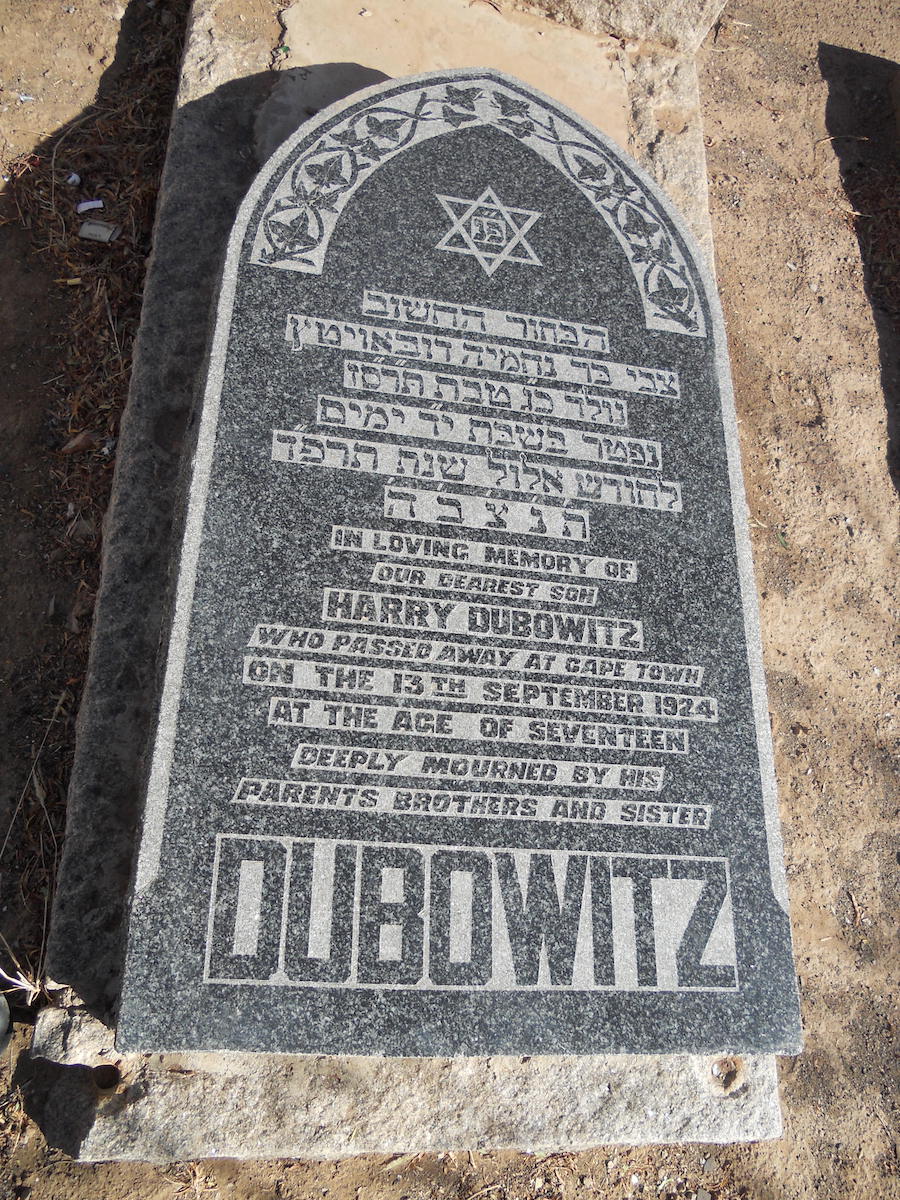 פנ
הבחור החשוב
צבי בר נחמיה דובאוויטץ
נולד כג טבת תרסז
נפטר בשבת יד ימים
לחודש אלול שנת תרפד
ת נ צ ב ה
IN LOVING MEMORY OF
OUR DEAREST SON
HARRY DUBOWITZ
WHO PASSED AWAY AT CAPE TOWN
ON THE 13TH SEPTEMBER 1924
AT THE AGE OF SEVENTEEN
DEEPLY MOURNED BY HIS
PARENTS BROTHERS AND SISTER
DUBOWITZ